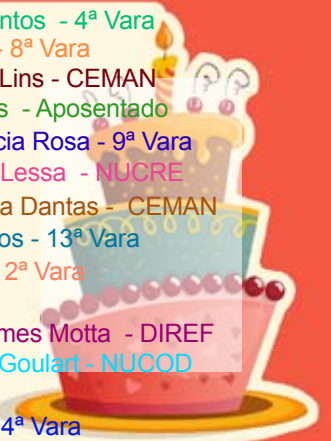 ntos - 4ª Vara
- 8ª Vara
Lins - CEMAN
s - Aposentado
cia Rosa - 9ª Vara
Lessa - NUCRE
a Dantas - CEMAN
os - 13ª Vara
2ª Vara
mes Motta - DIREF
Goulart - NUCOD
4ª Vara